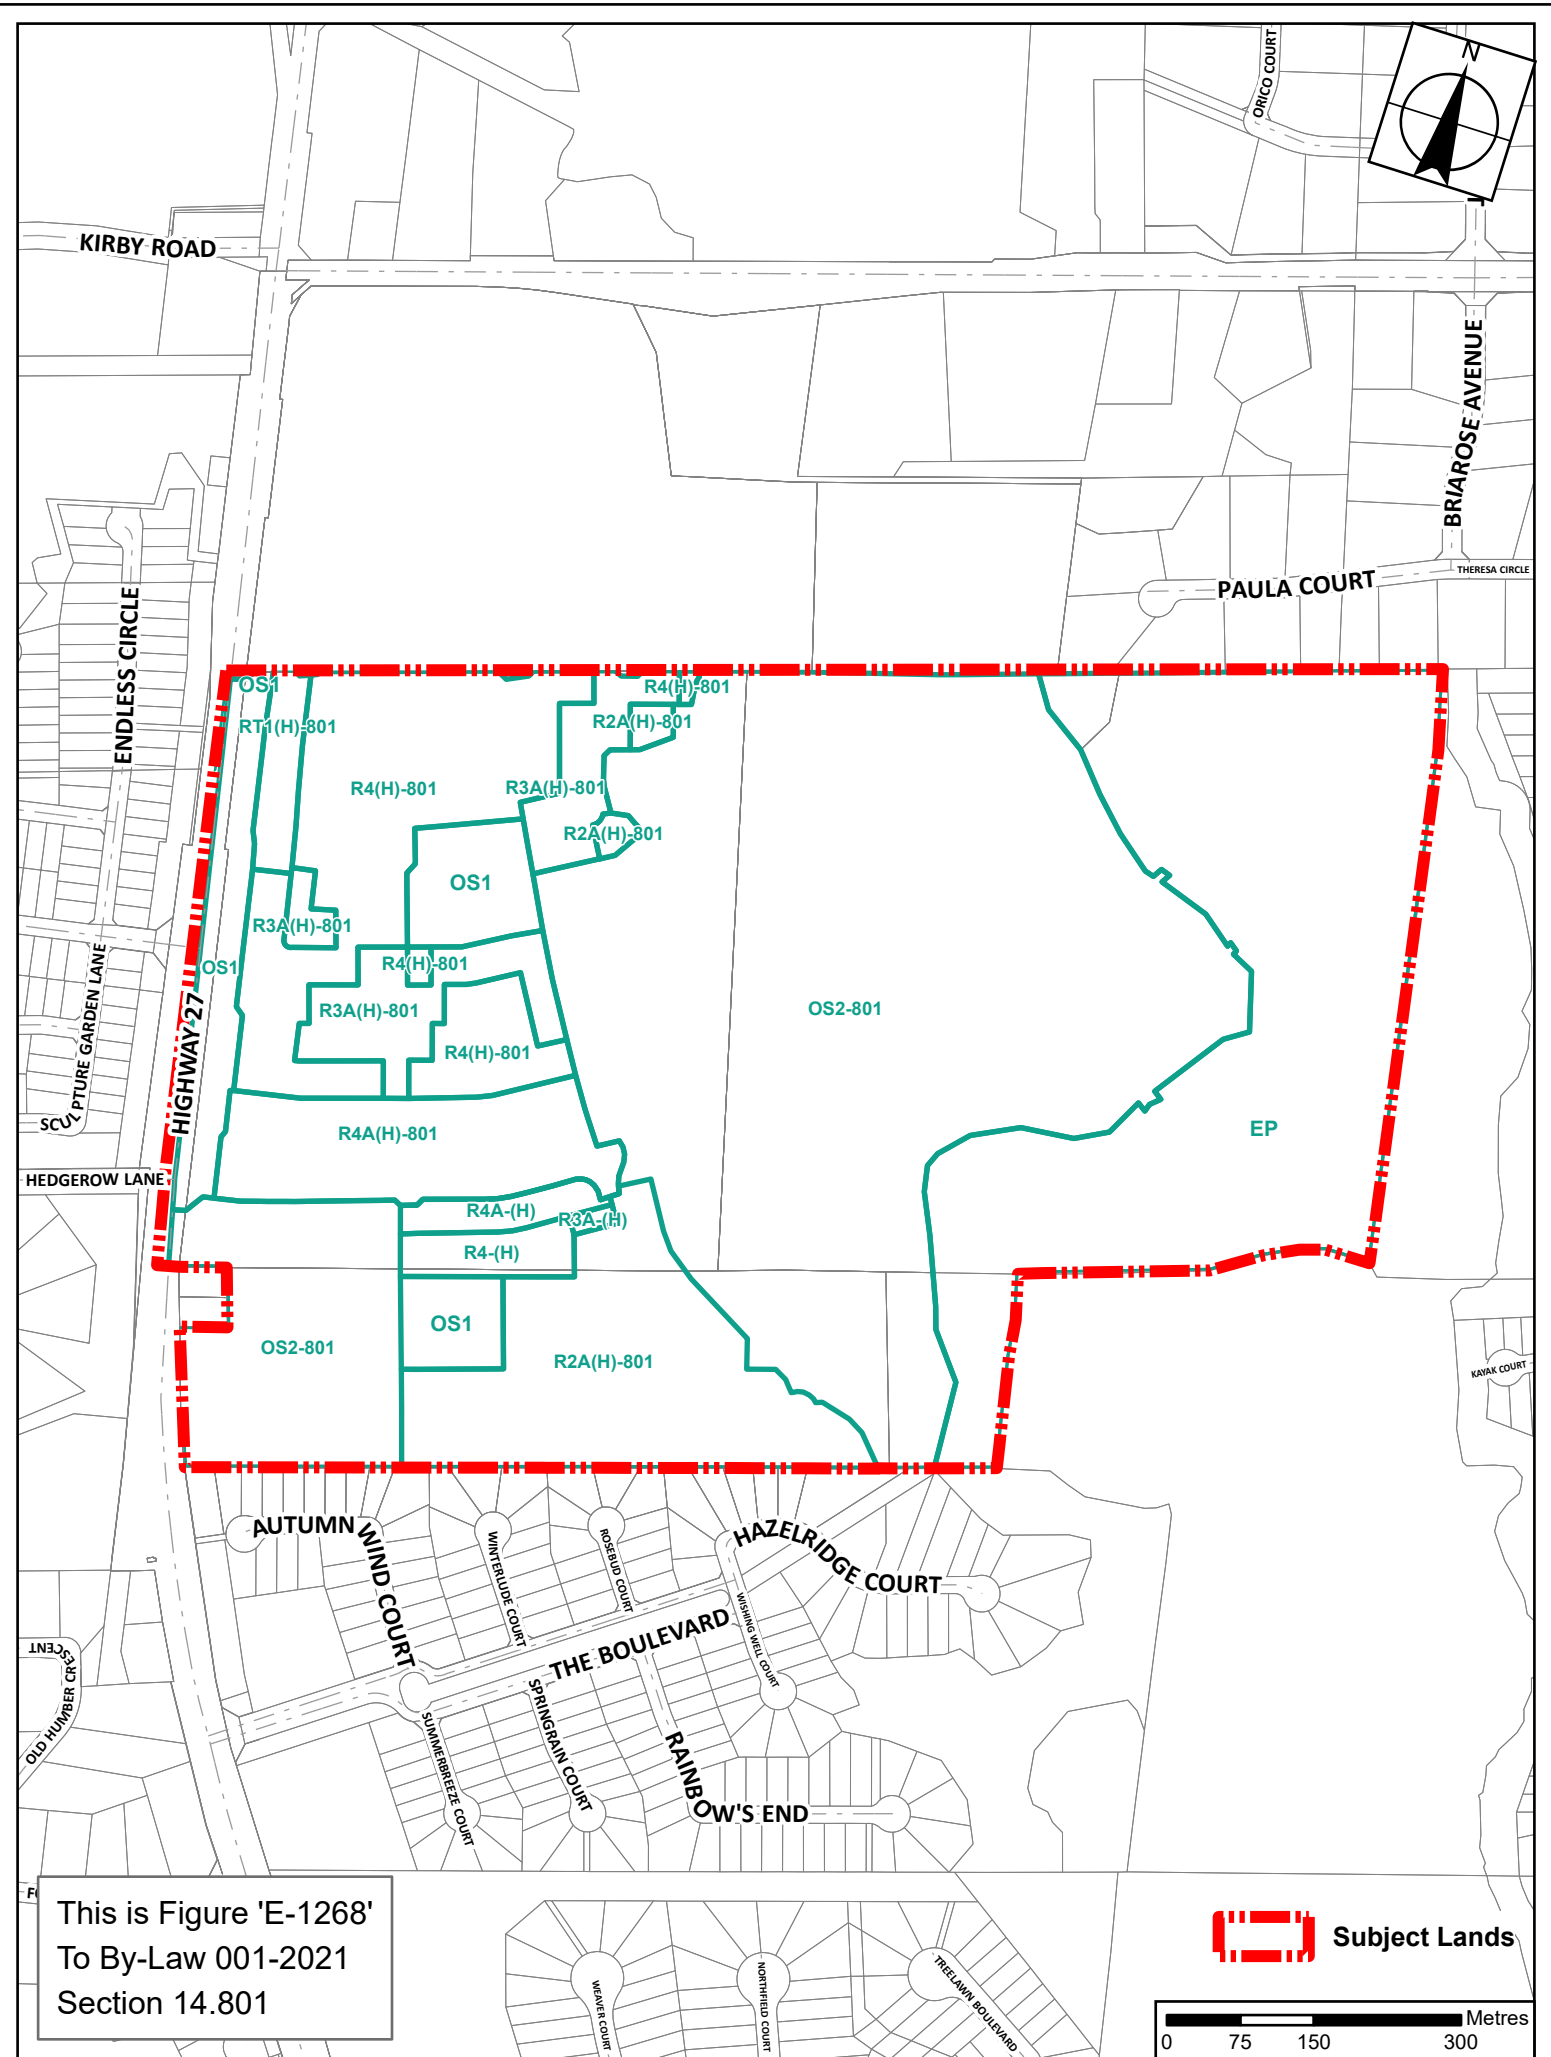 ORICO COURT
N
KIRBY ROAD
BRIAROSE AVENUE
THERESA CIRCLE
PAULA COURT
ENDLESS CIRCLE
OS1
R4(H)-801
RT1(H)-801
R2A(H)-801
R4(H)-801
R3A(H)-801
R2A(H)-801
OS1
R3A(H)-801
SCULPTURE GARDEN LANE
OS1
R4(H)-801
HIGHWAY 27
R3A(H)-801
OS2-801
R4(H)-801
R4A(H)-801
EP
HEDGEROW LANE
R4A-(H)
R3A-(H)
R4-(H)
OS1
OS2-801
R2A(H)-801
KAYAK COURT
AUTUMN WIND COURT
WINTERLUDE COURT
ROSEBUD COURT
HAZELRIDGE COURT
WISHING WELL COURT
THE BOULEVARD
OLD HUMBER CRESCENT
SUMMERBREEZE COURT
SPRINGRAIN COURT
RAINBOW'S END
This is Figure 'E-1268'
To By-Law 001-2021
Section 14.801
WEAVER COURT
NORTHFIELD COURT
TREELAWN BOULEVARD
Subject Lands
Metres
0 75 150 300